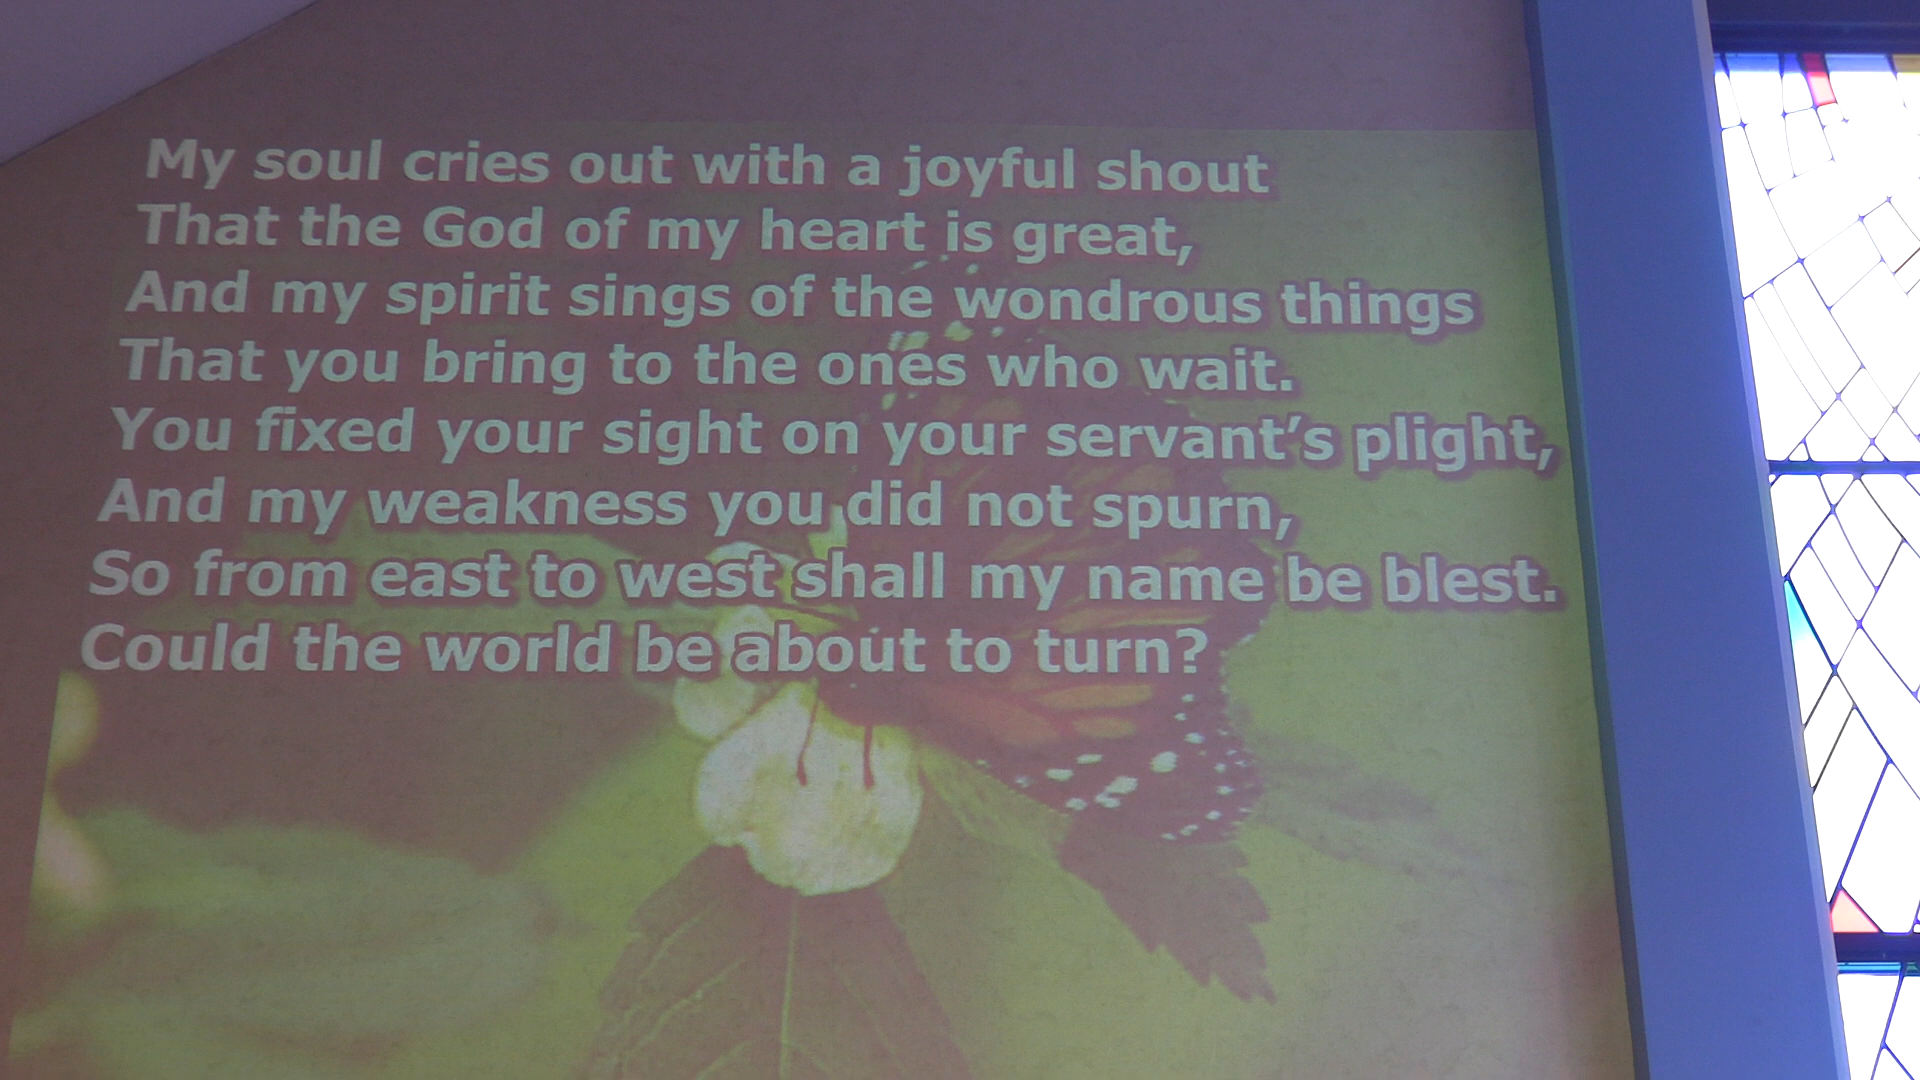 My soul cries out with a joyful shout
That the God of my heart is great,
And my spirit sings of the wondrous things
That you bring to the ones who wait.
You fixed your sight on your servant’s plight,
And my weakness you did not spurn,
So from east to west shall my name be blest.
Could the world be about to turn?